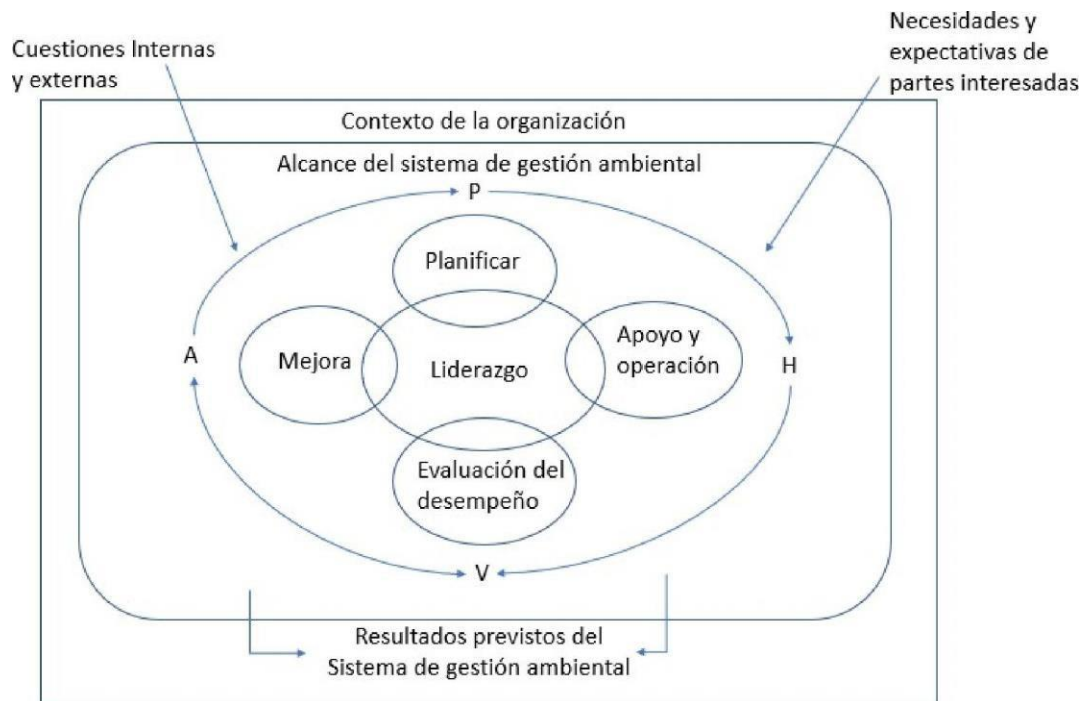 Cuestiones Internas
y externas
Necesidades y
expectativas de
partes interesadas
Contexto de la organización
Alcance del sistema de gestión ambiental
P
Planificar
A
Mejora
Liderazgo
Apoyo y
operación
H
Evaluación del
desempeño
V
Resultados previstos del
Sistema de gestión ambiental